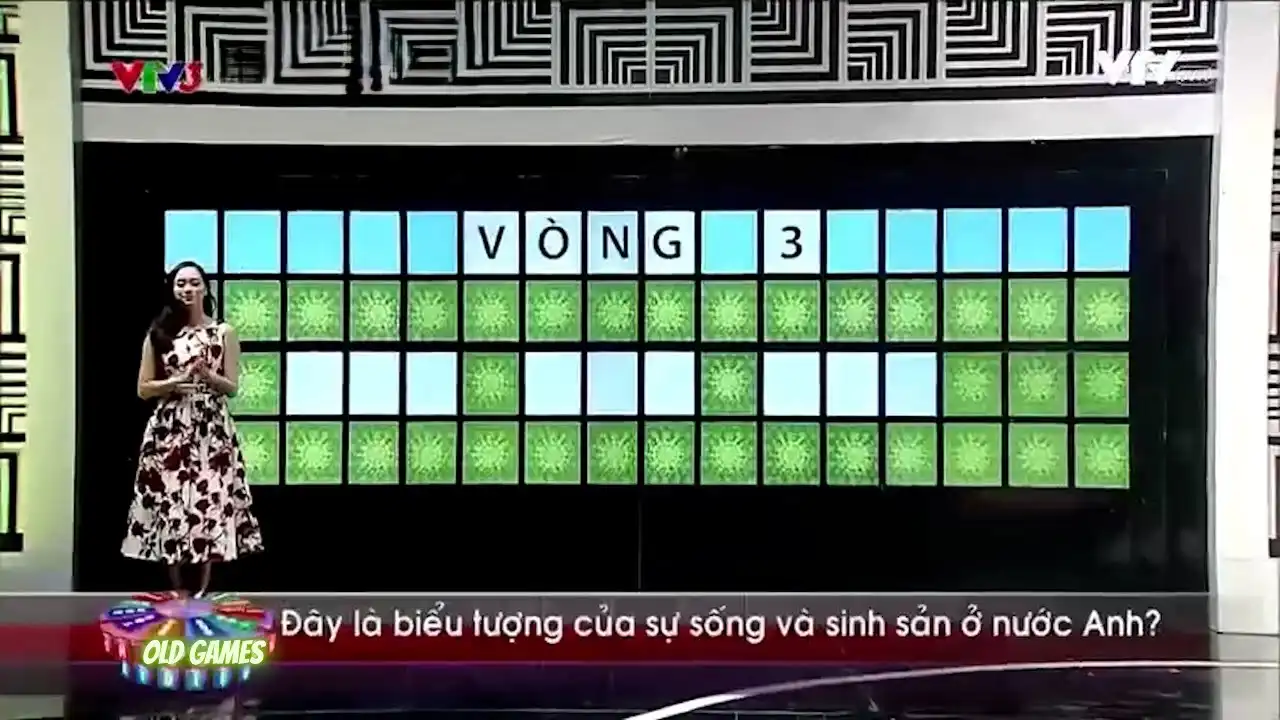 VTV3
VTV
VÒNG 3
Đây là biểu tượng của sự sống và sinh sản ở nước Anh?
OLD GAMES